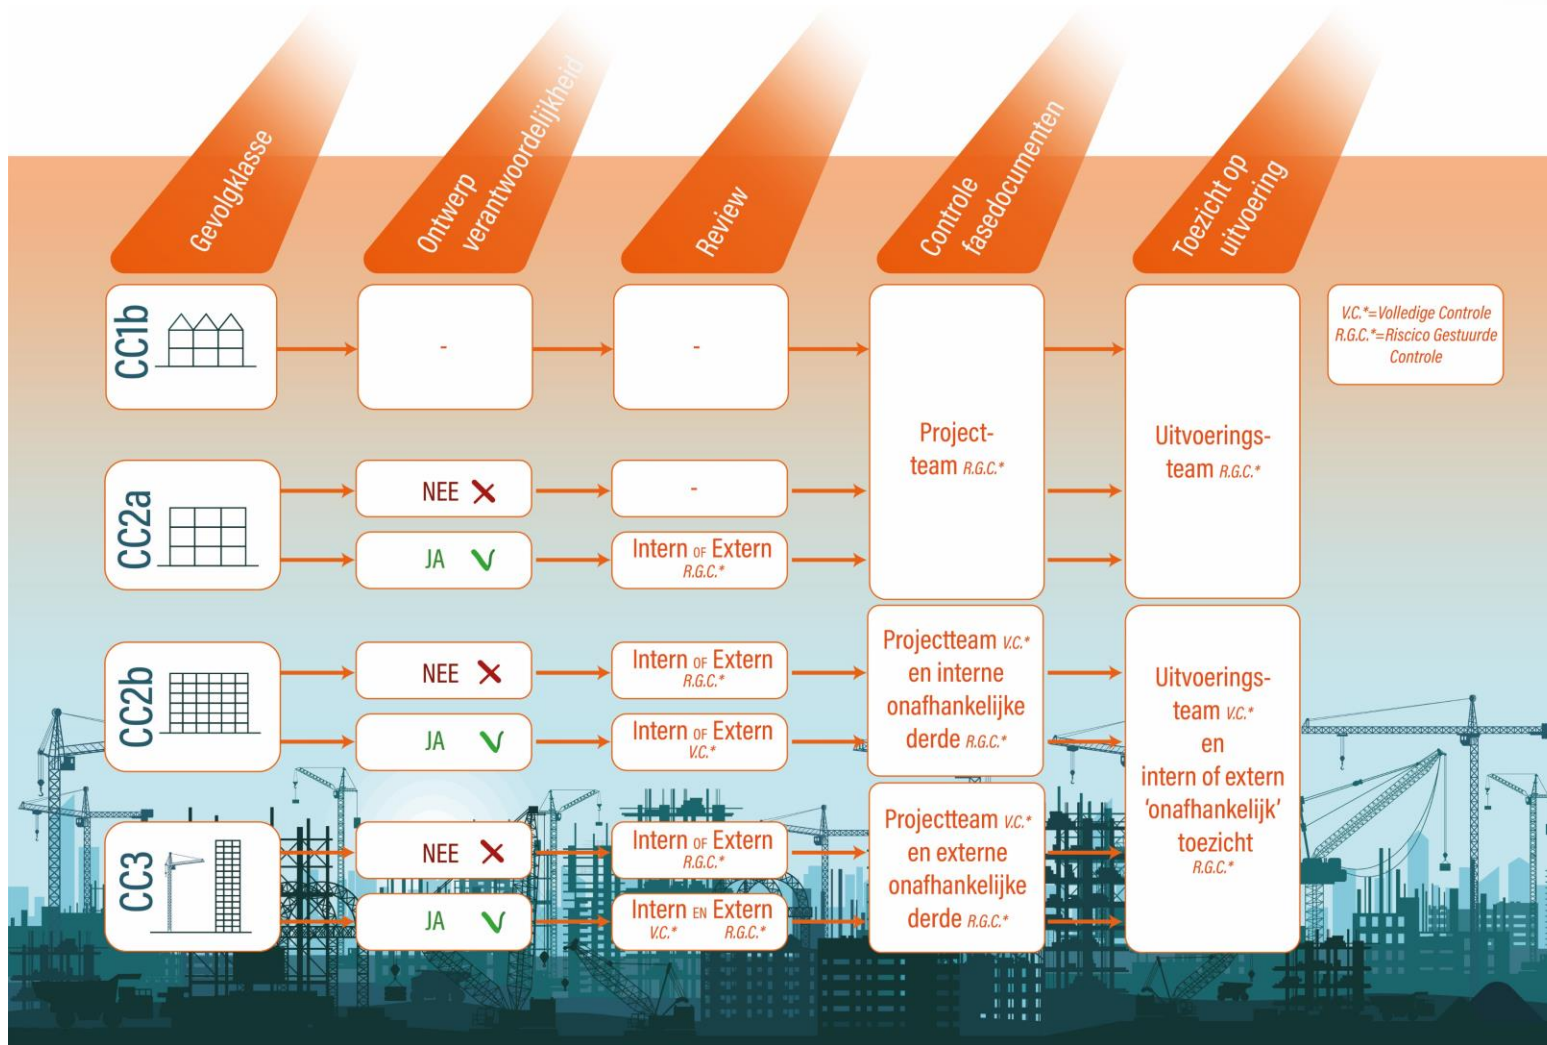 Gevolgklasse
Ontwerp
verantwoordelijkheid
Review
Controle
fasedocumenten
Toezicht op
uitvoering
CC1b
-
-
Project-
team R.G.C.*
Uitvoerings-
team R.G.C.*
V.C.*=Volledige Controle
R.G.C.*=Riscico Gestuurde
Controle
CC2a
NEE
-
JA
Intern OF Extern
R.G.C.*
CC2b
NEE
Intern OF Extern
R.G.C.*
JA
Intern OF Extern
V.C.*
Projectteam V.C.*
en interne
onafhankelijke
derde R.G.C.*
Uitvoerings-
team V.C.*
en
intern of extern
'onafhankelijk'
toezicht
R.G.C.*
CC3
NEE
Intern OF Extern
R.G.C.*
JA
Intern EN Extern
V.C.* R.G.C.*
Projectteam V.C.*
en externe
onafhankelijke
derde R.G.C.*